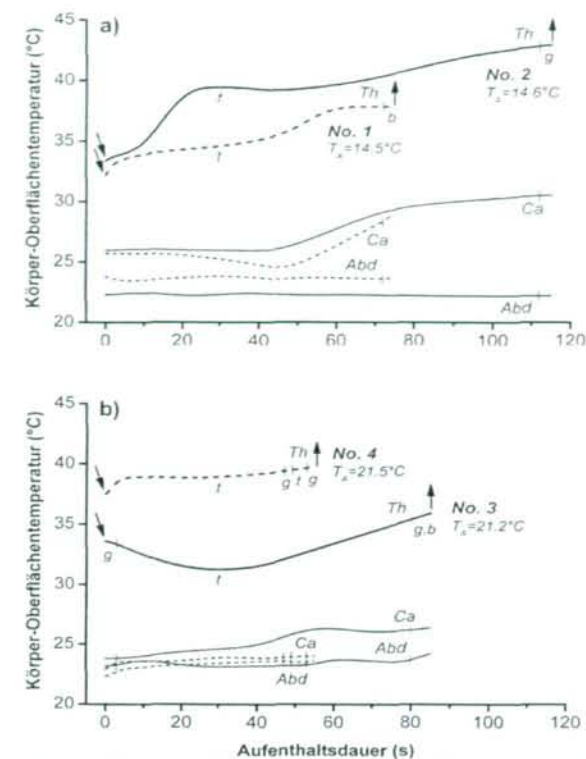 a)
Körper-Oberflächentemperatur (°C)
45
40
35
30
25
20
Th
g
No. 2
Tₐ=14.6°C
t
Th
b
No. 1
Tₐ=14.5°C
t
Ca
Ca
Abd
Abd
0 20 40 60 80 100 120
b)
Körper-Oberflächentemperatur (°C)
45
40
35
30
25
20
Th
No. 4
Tₐ=21.5°C
g t g
t
Th
No. 3
Tₐ=21.2°C
g
g.b
t
Ca
Ca
Abd
Abd
0 20 40 60 80 100 120
Aufenthaltsdauer (s)